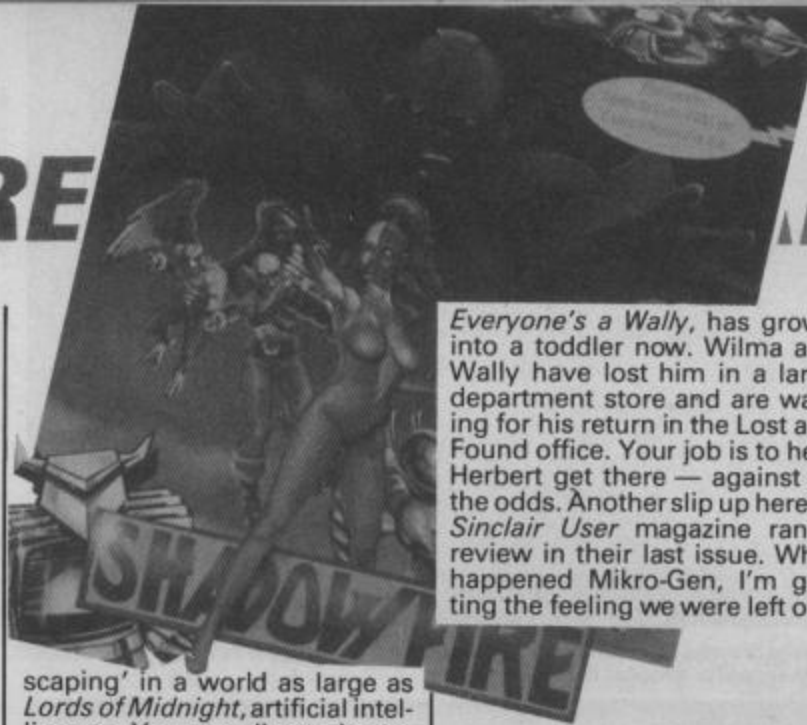 RE
Everyone's a Wally, has grow
into a toddler now. Wilma a
Wally have lost him in a lar
department store and are wa
ing for his return in the Lost a
Found office. Your job is to he
Herbert get there — against
the odds. Another slip up here
Sinclair User magazine ran
review in their last issue. Wh
happened Mikro-Gen, I'm g
ting the feeling we were left o
SHADOWFIRE
scaping' in a world as large as
Lords of Midnight, artificial intel-